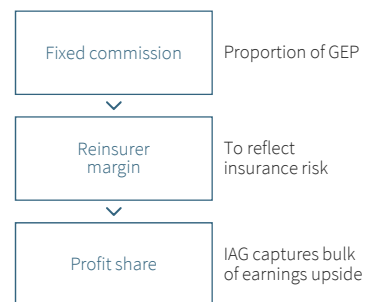 Fixed commission
Proportion of GEP
Reinsurer
margin
To reflect
insurance risk
Profit share
IAG captures bulk
of earnings upside